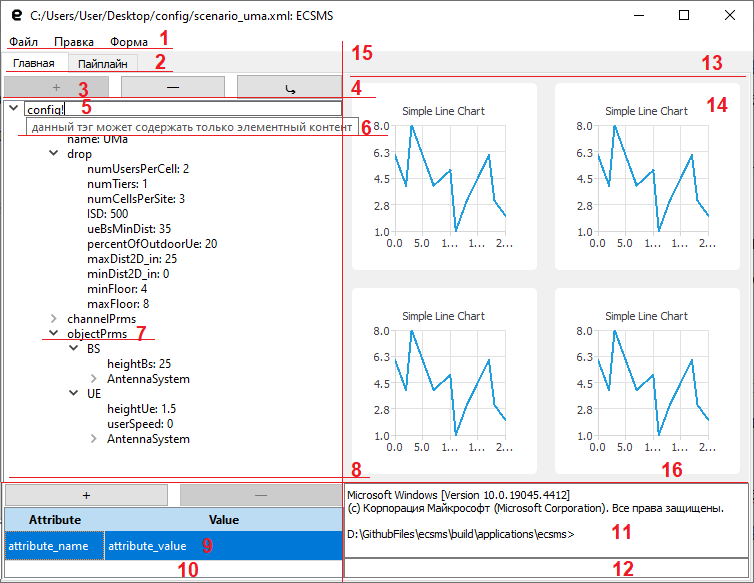 C:/Users/User/Desktop/config/scenario_uma.xml: ECSMS
Файл Правка Форма 1
Главная Пайплайн 2
15
13
+ 3 — 4
config! 5
данный тэг может содержать только элементный контент 6
name: UMa
drop
numUsersPerCell: 2
numTiers: 1
numCellsPerSite: 3
ISD: 500
ueBsMinDist: 35
percentOfOutdoorUe: 20
maxDist2D_in: 25
minDist2D_in: 0
minFloor: 4
maxFloor: 8
channelPrms
objectPrms 7
BS
heightBs: 25
AntennaSystem
UE
heightUe: 1.5
userSpeed: 0
AntennaSystem
8
+ —
Attribute Value
attribute_name attribute_value 9
10
Simple Line Chart
8.0
6.3
4.5
2.8
1.0
0.0 5.0 1... 1... 2...
14
Simple Line Chart
8.0
6.3
4.5
2.8
1.0
0.0 5.0 1... 1... 2...
Simple Line Chart
8.0
6.3
4.5
2.8
1.0
0.0 5.0 1... 1... 2...
Simple Line Chart
8.0
6.3
4.5
2.8
1.0
0.0 5.0 1... 1... 2...
16
Microsoft Windows [Version 10.0.19045.4412]
(c) Корпорация Майкрософт (Microsoft Corporation). Все права защищены.
D:\GithubFiles\ecsms\build\applications\ecsms> 11
12